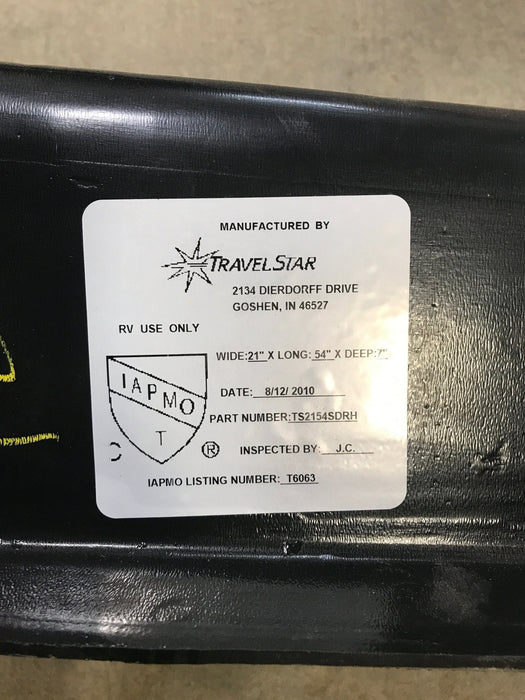 MANUFACTURED BY
TRAVELSTAR
2134 DIERDORFF DRIVE
GOSHEN, IN 46527
RV USE ONLY
WIDE: 21" X LONG: 54" X DEEP: 7"
IAPMO
T
C
®
DATE: 8/12/ 2010
PART NUMBER: TS2154SDRH
INSPECTED BY: J.C.
IAPMO LISTING NUMBER: T6063